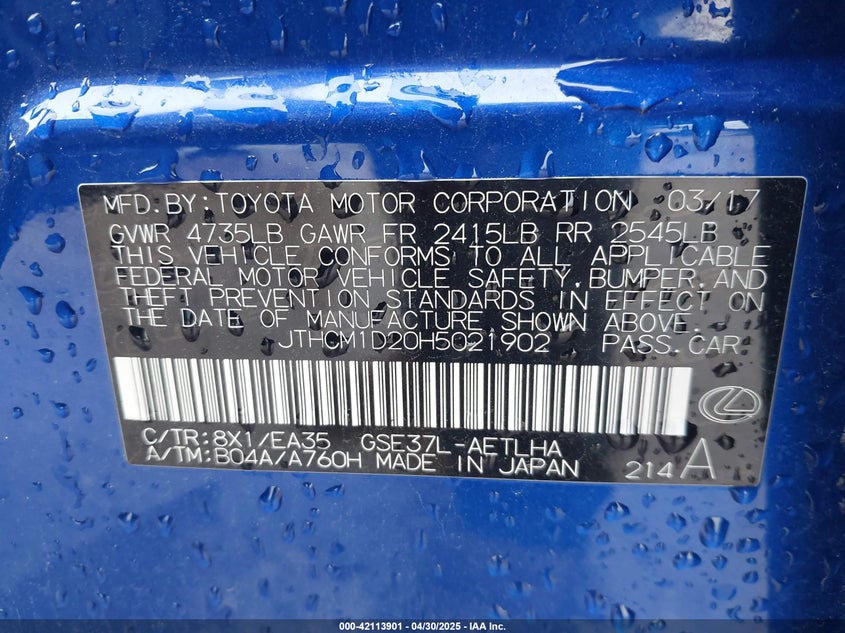 MFD.BY:TOYOTA MOTOR CORPORATION 03/17
GVWR 4735LB GAWR FR 2415LB RR 2545LB
THIS VEHICLE CONFORMS TO ALL APPLICABLE
FEDERAL MOTOR VEHICLE SAFETY,BUMPER,AND
THEFT PREVENTION STANDARDS IN EFFECT ON
THE DATE OF MANUFACTURE SHOWN ABOVE.
JTHCM1D20H5021902 PASS.CAR
C/TR:8X1/EA35 GSE37L-AETLHA
A/TM:B04A/A760H MADE IN JAPAN 214A
000-42113901 - 04/30/2025 - IAA Inc.